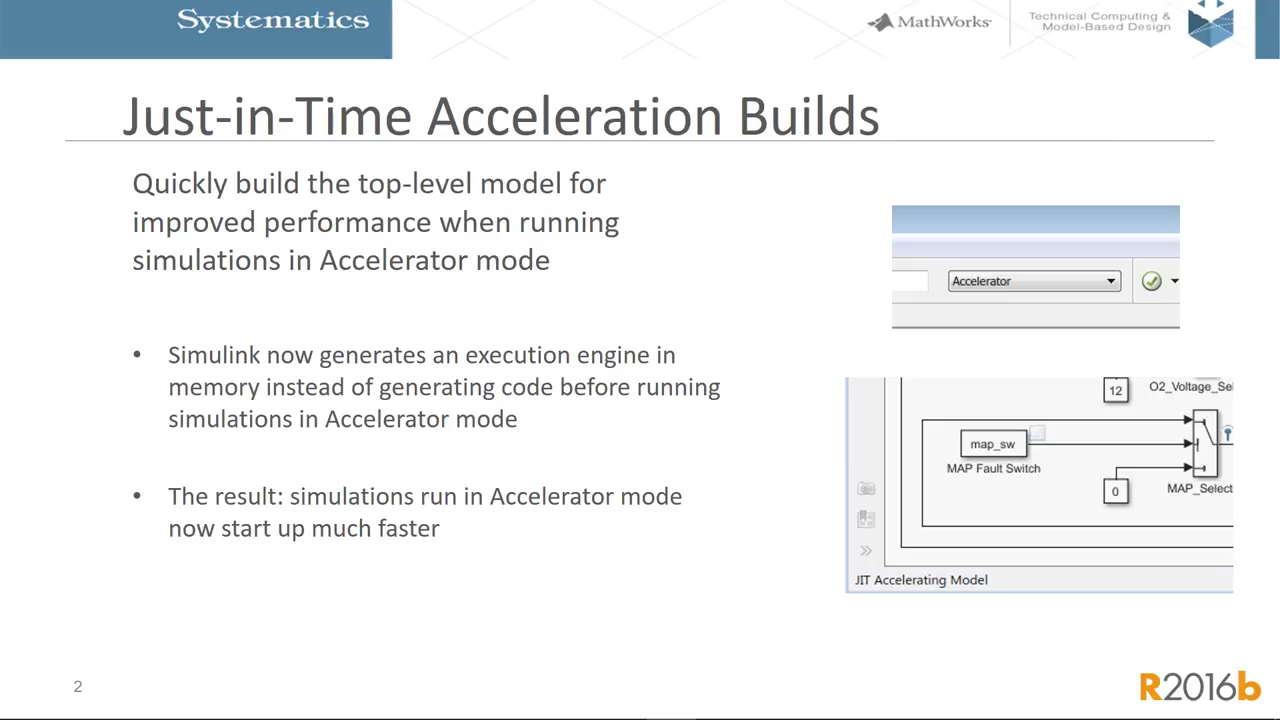 Systematics
MathWorks
Technical Computing &
Model-Based Design
Just-in-Time Acceleration Builds
Quickly build the top-level model for
improved performance when running
simulations in Accelerator mode
Accelerator
• Simulink now generates an execution engine in
memory instead of generating code before running
simulations in Accelerator mode
• The result: simulations run in Accelerator mode
now start up much faster
12
O2_Voltage_Sel
map_sw
MAP Fault Switch
0
MAP_Select
JIT Accelerating Model
2
R2016b